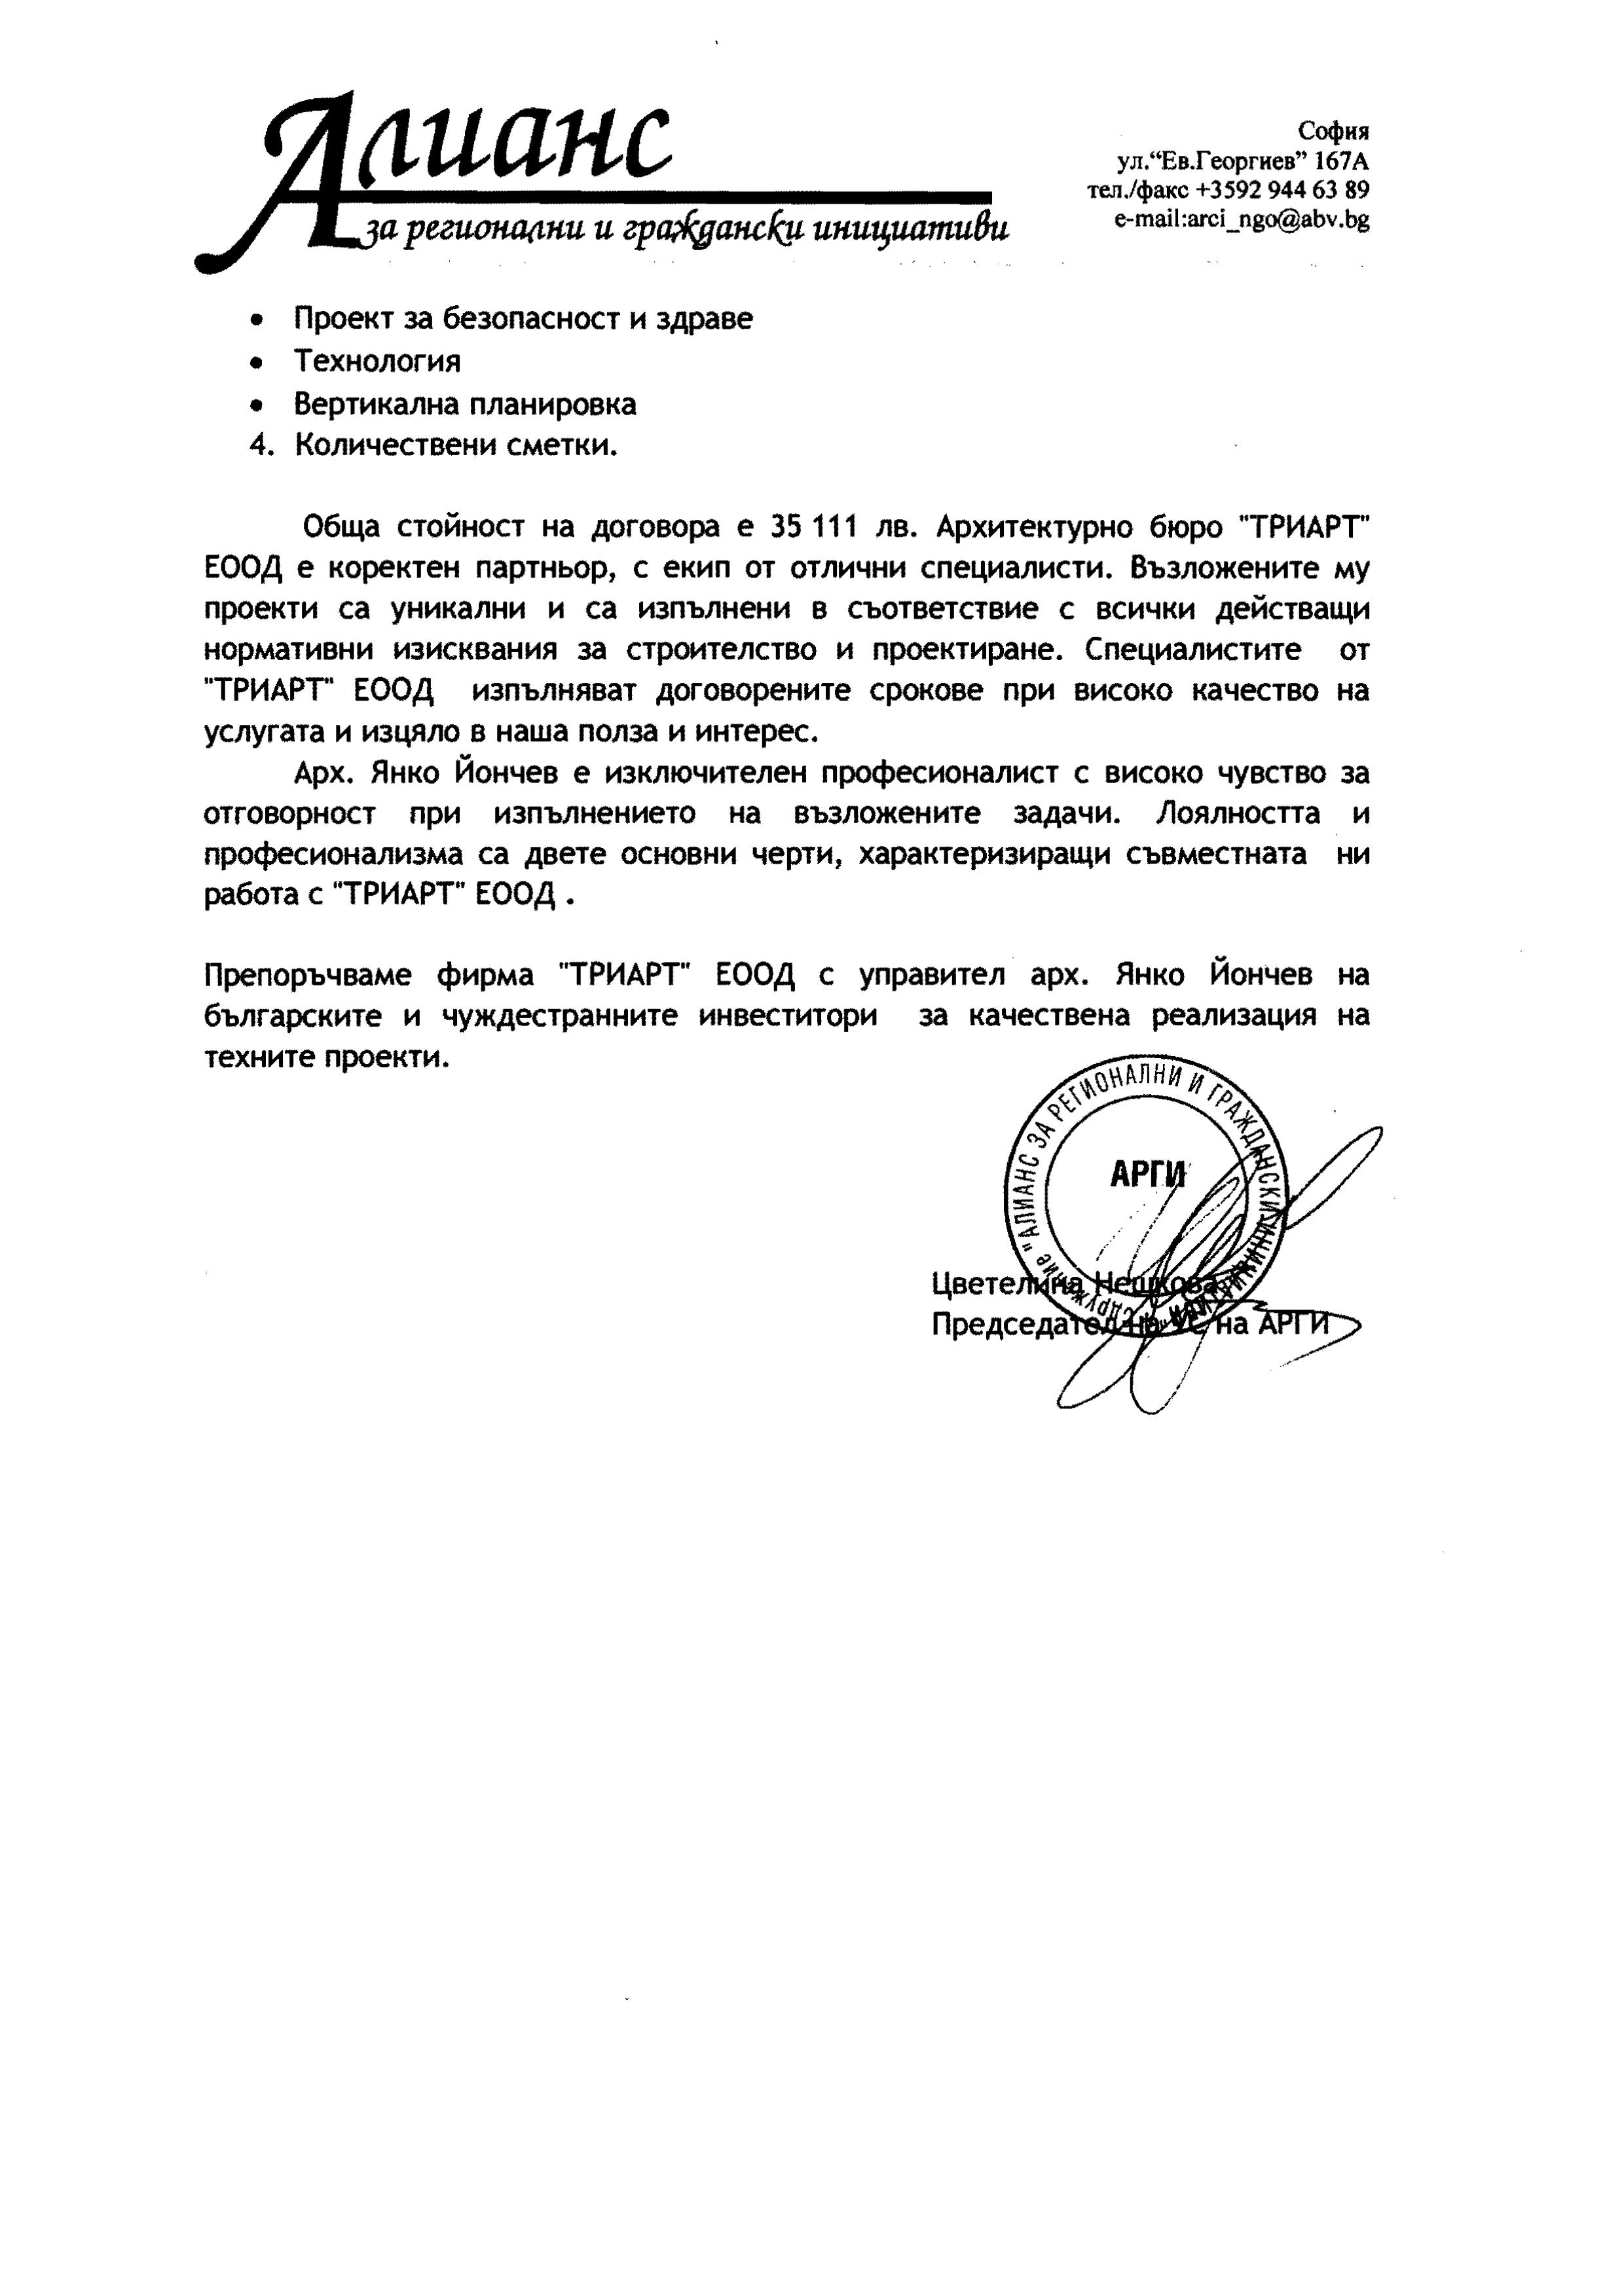 Алианс
за регионални и граждански инициативи
София
ул.“Ев.Георгиев” 167А
тел./факс +3592 944 63 89
e-mail:arci_ngo@abv.bg
• Проект за безопасност и здраве
• Технология
• Вертикална планировка
4. Количествени сметки.
Обща стойност на договора е 35 111 лв. Архитектурно бюро "ТРИАРТ"
ЕООД е коректен партньор, с екип от отлични специалисти. Възложените му
проекти са уникални и са изпълнени в съответствие с всички действащи
нормативни изисквания за строителство и проектиране. Специалистите от
"ТРИАРТ" ЕООД изпълняват договорените срокове при високо качество на
услугата и изцяло в наша полза и интерес.
Арх. Янко Йончев е изключителен професионалист с високо чувство за
отговорност при изпълнението на възложените задачи. Лоялността и
професионализма са двете основни черти, характеризиращи съвместната ни
работа с "ТРИАРТ" ЕООД .
Препоръчваме фирма "ТРИАРТ" ЕООД с управител арх. Янко Йончев на
българските и чуждестранните инвеститори за качествена реализация на
техните проекти.
Сдружение "АЛИАНС ЗА РЕГИОНАЛНИ И ГРАЖДАНСКИ ИНИЦИАТИВИ"
АРГИ
Цветелина Нешкова
Председател на УС на АРГИ